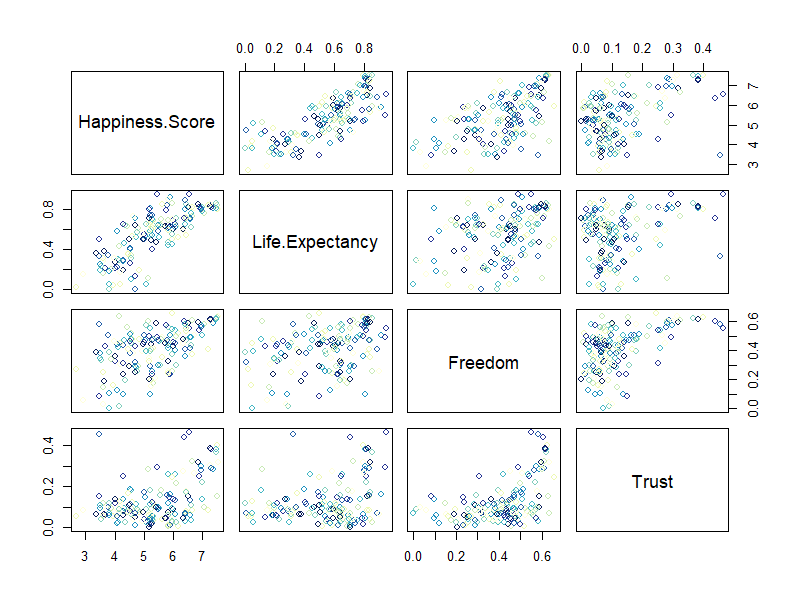 0.0 0.2 0.4 0.6 0.8
0.0 0.1 0.2 0.3 0.4
Happiness.Score
3 4 5 6 7
0.0 0.4 0.8
Life.Expectancy
Freedom
0.0 0.2 0.4 0.6
0.0 0.2 0.4
Trust
3 4 5 6 7
0.0 0.2 0.4 0.6